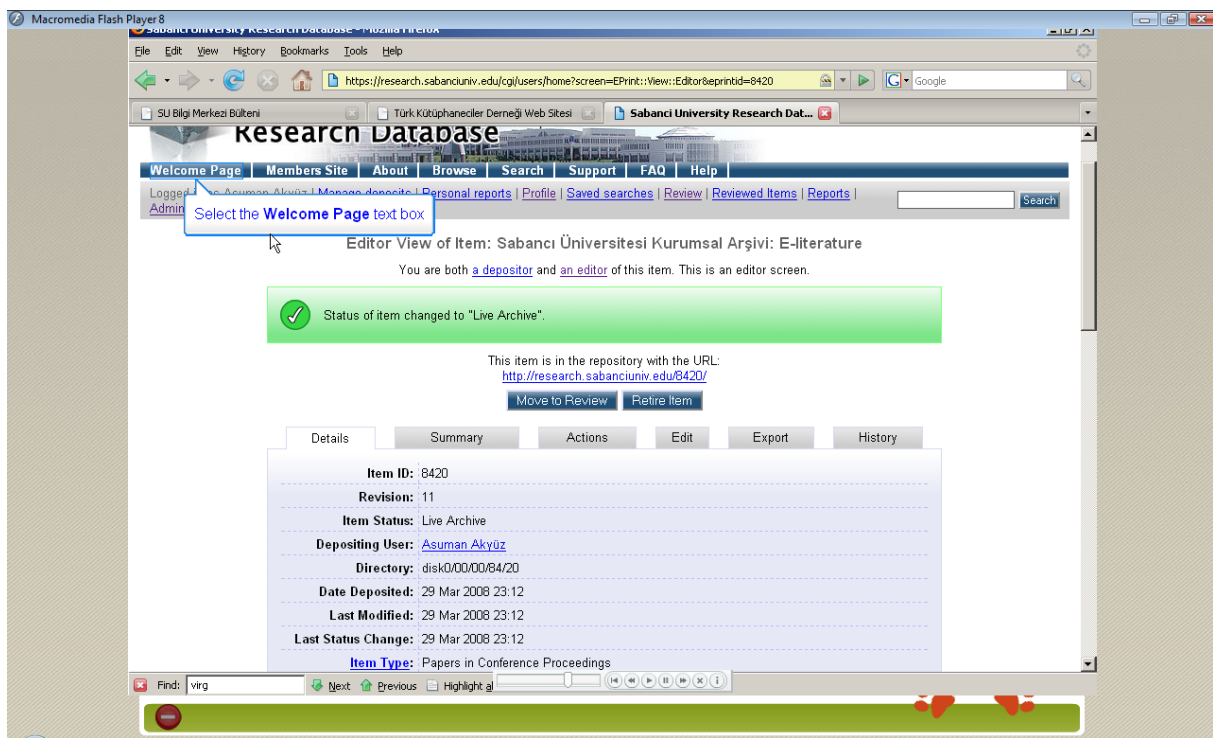 Macromedia Flash Player 8
Sabanci University Research Database - Mozilla Firefox
File Edit View History Bookmarks Tools Help
https://research.sabanciuniv.edu/cgi/users/home?screen=EPrint::View::Editor&eprintid=8420
Google
SU Bilgi Merkezi Bülteni
Türk Kütüphaneciler Derneği Web Sitesi
Sabanci University Research Dat...
Research Database
Welcome Page Members Site About Browse Search Support FAQ Help
Logged Asuman Akyüz | Manage deposits | Personal reports | Profile | Saved searches | Review | Reviewed Items | Reports |
Admin
Search
Select the Welcome Page text box
Editor View of Item: Sabancı Üniversitesi Kurumsal Arşivi: E-literature
You are both a depositor and an editor of this item. This is an editor screen.
Status of item changed to "Live Archive".
This item is in the repository with the URL:
http://research.sabanciuniv.edu/8420/
Move to Review Retire Item
Details Summary Actions Edit Export History
Item ID: 8420
Revision: 11
Item Status: Live Archive
Depositing User: Asuman Akyüz
Directory: disk0/00/00/84/20
Date Deposited: 29 Mar 2008 23:12
Last Modified: 29 Mar 2008 23:12
Last Status Change: 29 Mar 2008 23:12
Item Type: Papers in Conference Proceedings
Find: virg Next Previous Highlight al